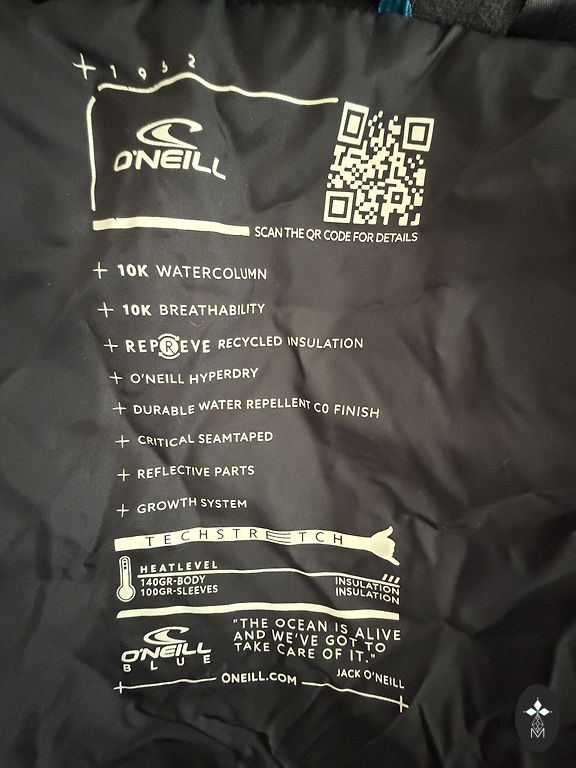 1952
O'NEILL
SCAN THE QR CODE FOR DETAILS
+ 10K WATERCOLUMN
+ 10K BREATHABILITY
+ REPREVE RECYCLED INSULATION
+ O'NEILL HYPERDRY
+ DURABLE WATER REPELLENT C0 FINISH
+ CRITICAL SEAMTAPED
+ REFLECTIVE PARTS
+ GROWTH SYSTEM
TECHSTRETCH
HEATLEVEL
140GR-BODY INSULATION
100GR-SLEEVES INSULATION
O'NEILL
BLUE
"THE OCEAN IS ALIVE
AND WE'VE GOT TO
TAKE CARE OF IT."
JACK O'NEILL
ONEILL.COM
M